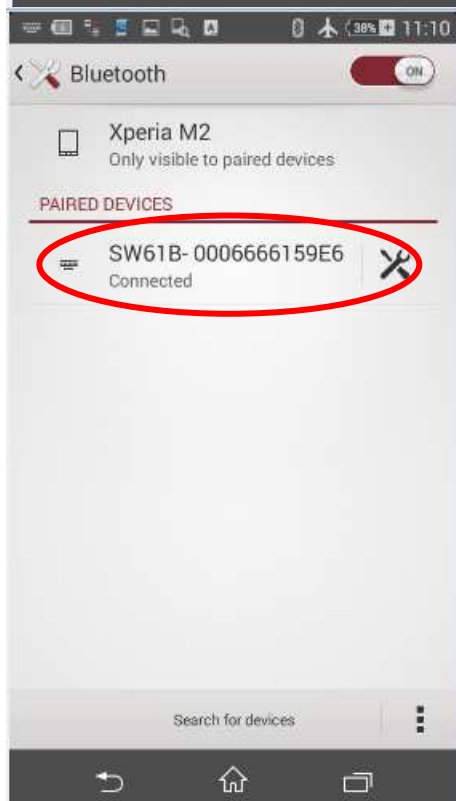 38% 11:10
Bluetooth
ON
Xperia M2
Only visible to paired devices
PAIRED DEVICES
SW61B- 0006666159E6
Connected
Search for devices